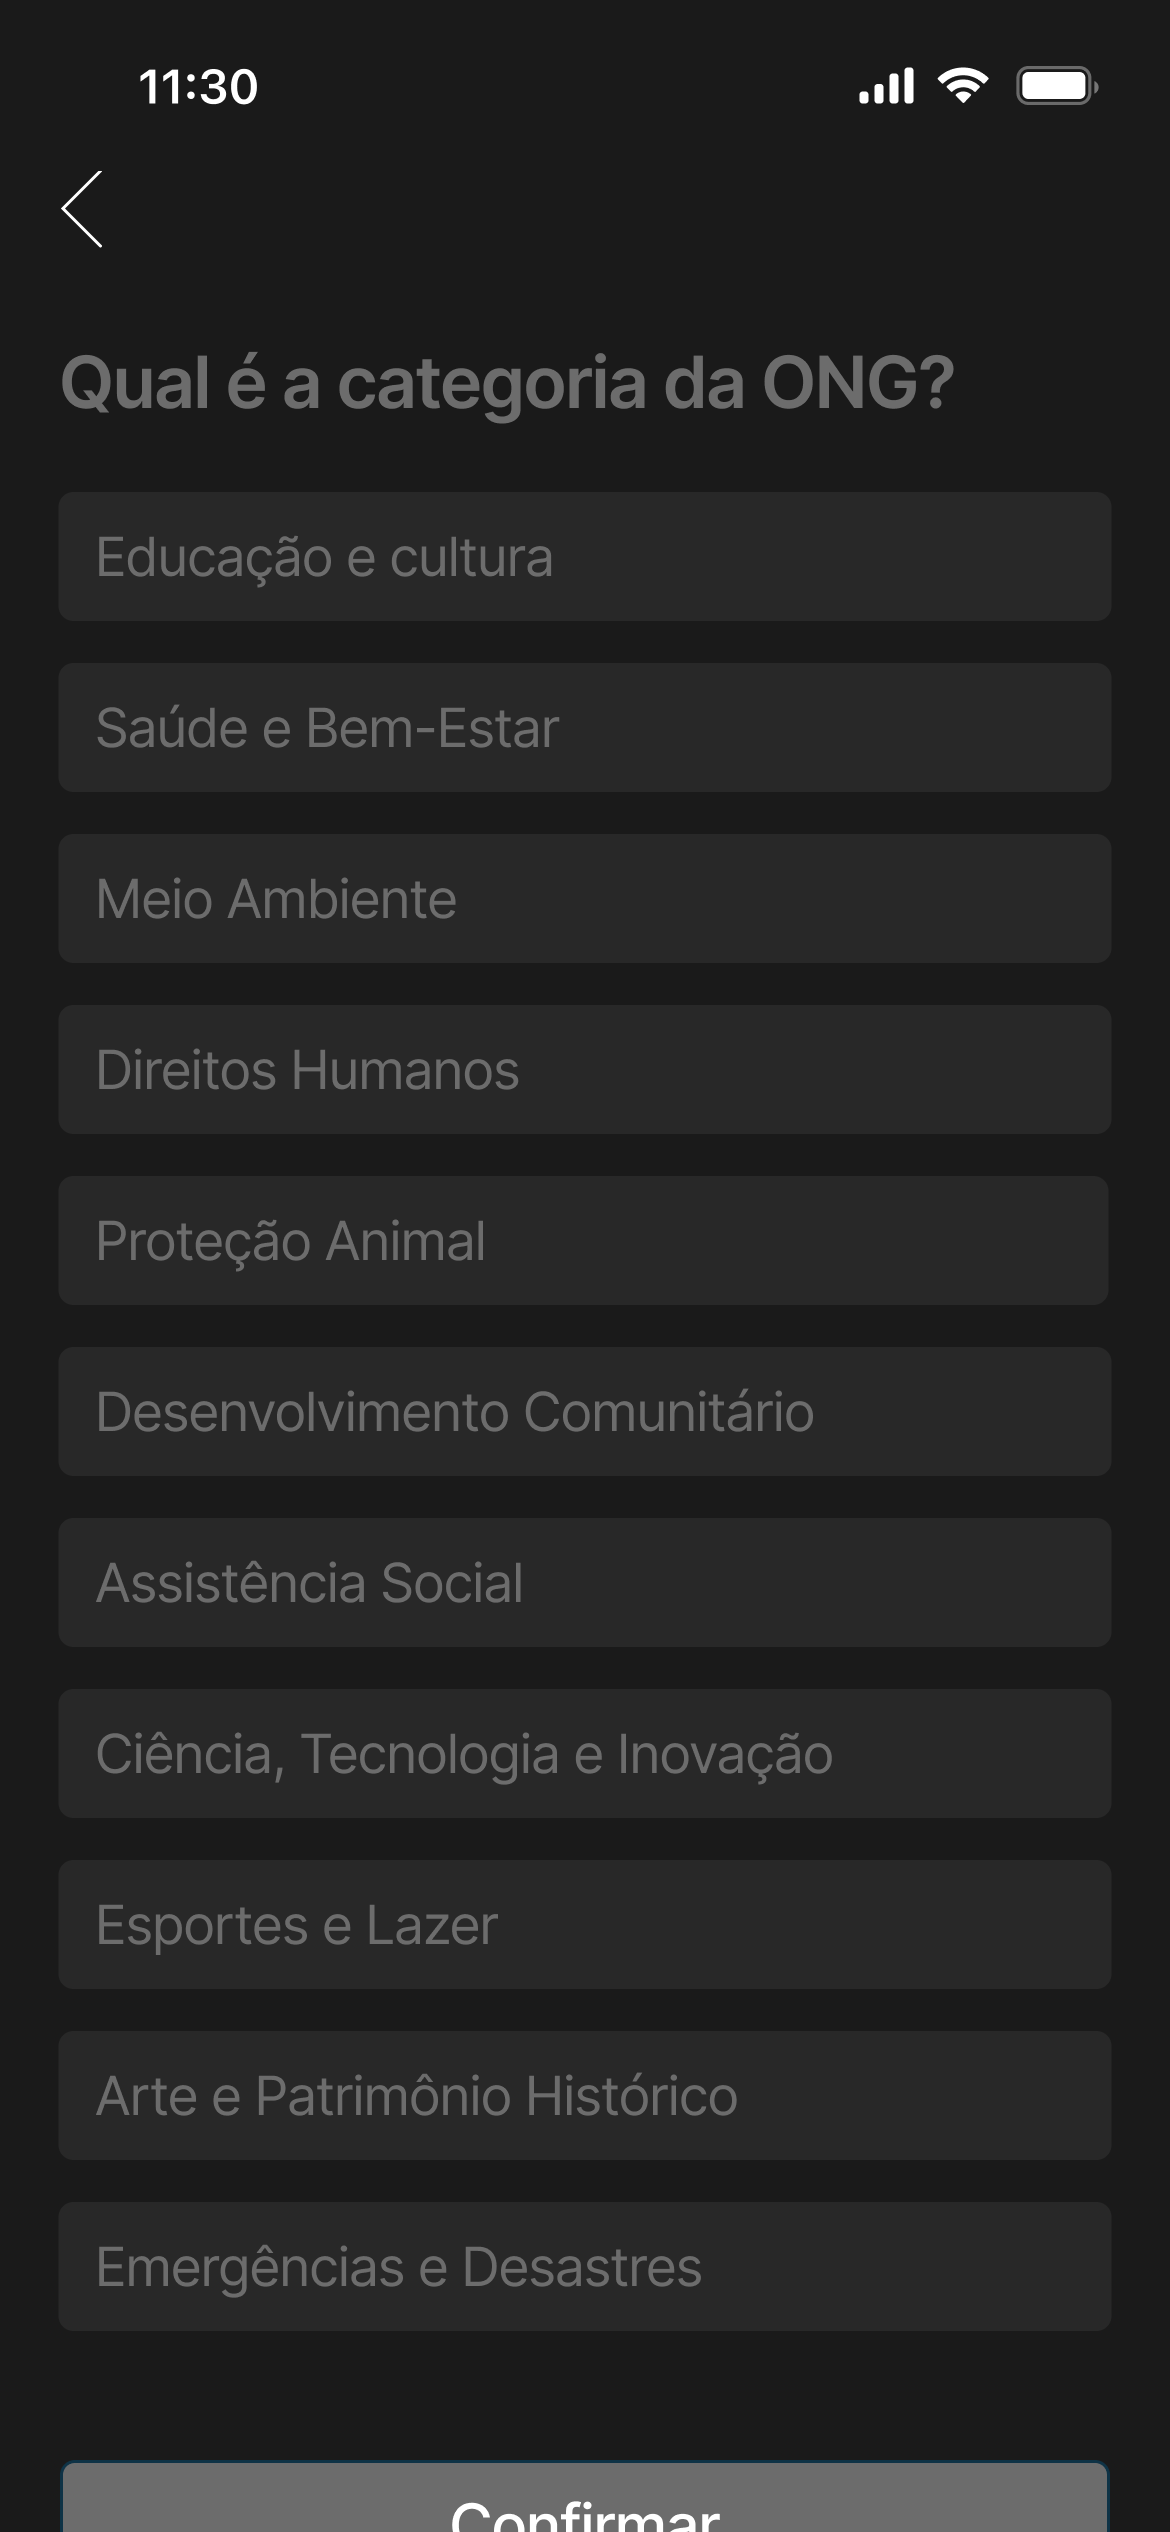 11:30
Qual é a categoria da ONG?
Educação e cultura
Saúde e Bem-Estar
Meio Ambiente
Direitos Humanos
Proteção Animal
Desenvolvimento Comunitário
Assistência Social
Ciência, Tecnologia e Inovação
Esportes e Lazer
Arte e Patrimônio Histórico
Emergências e Desastres
Confirmar